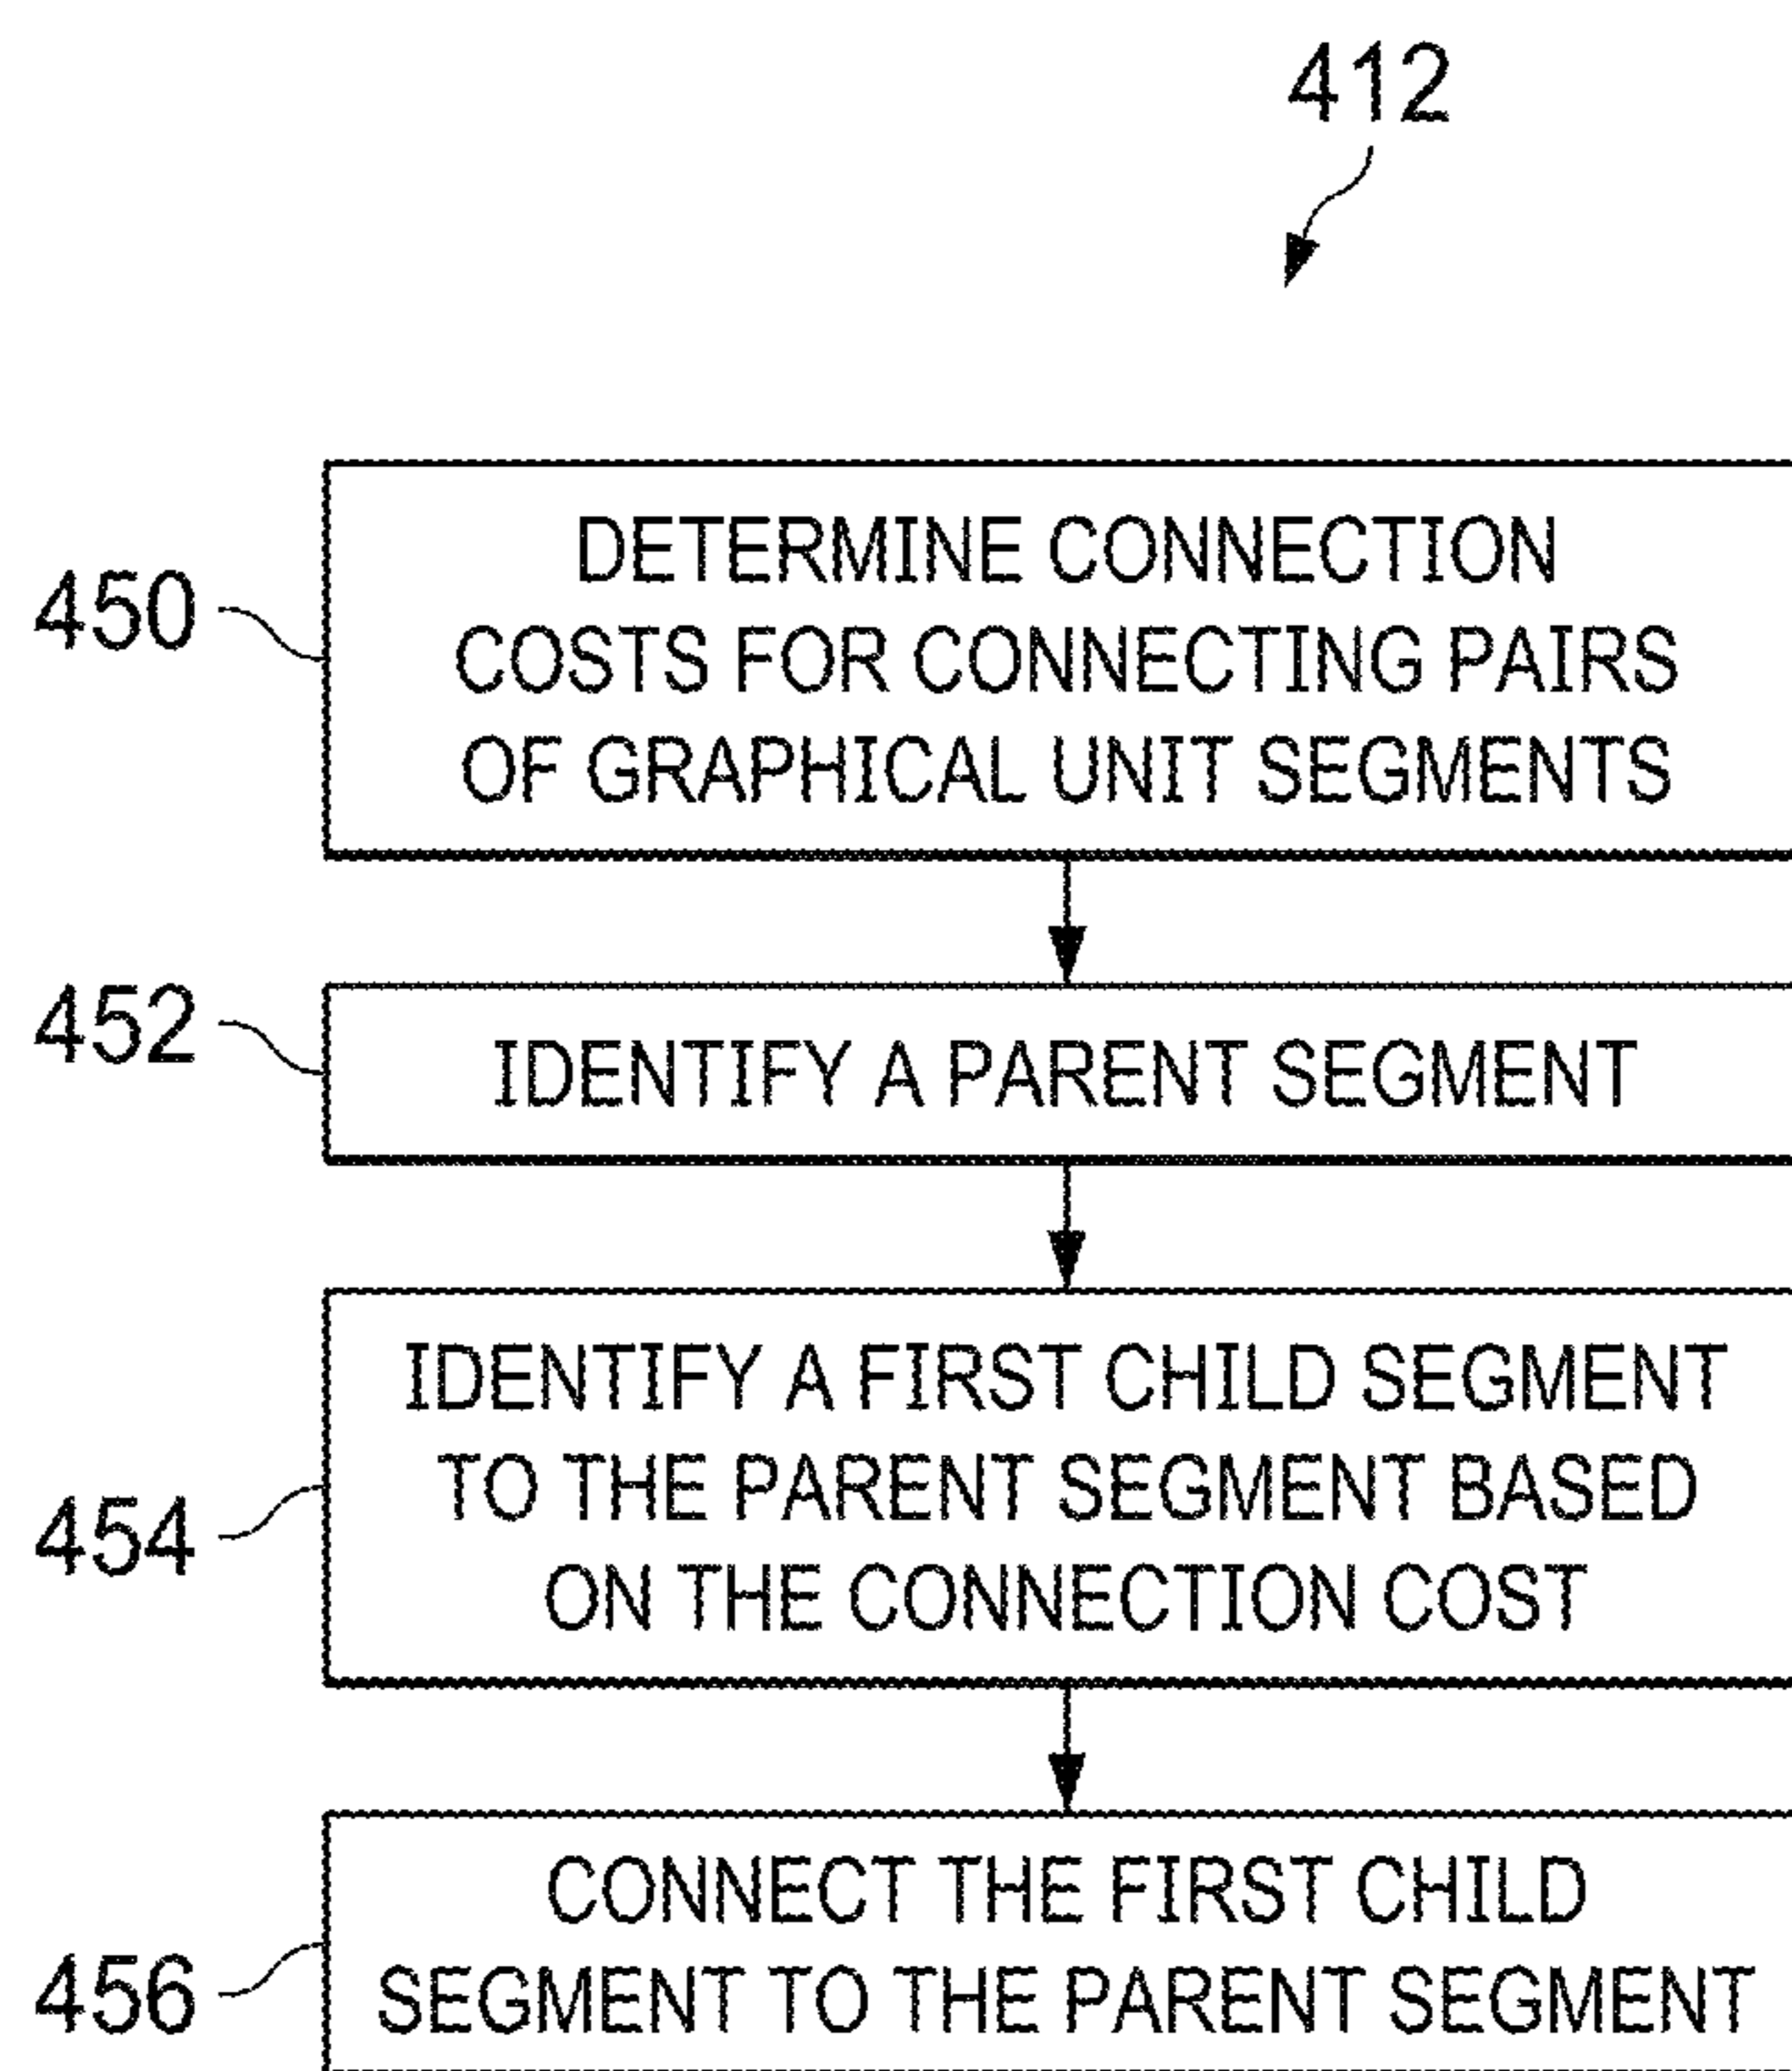 412
450
DETERMINE CONNECTION
COSTS FOR CONNECTING PAIRS
OF GRAPHICAL UNIT SEGMENTS
452
IDENTIFY A PARENT SEGMENT
454
IDENTIFY A FIRST CHILD SEGMENT
TO THE PARENT SEGMENT BASED
ON THE CONNECTION COST
456
CONNECT THE FIRST CHILD
SEGMENT TO THE PARENT SEGMENT